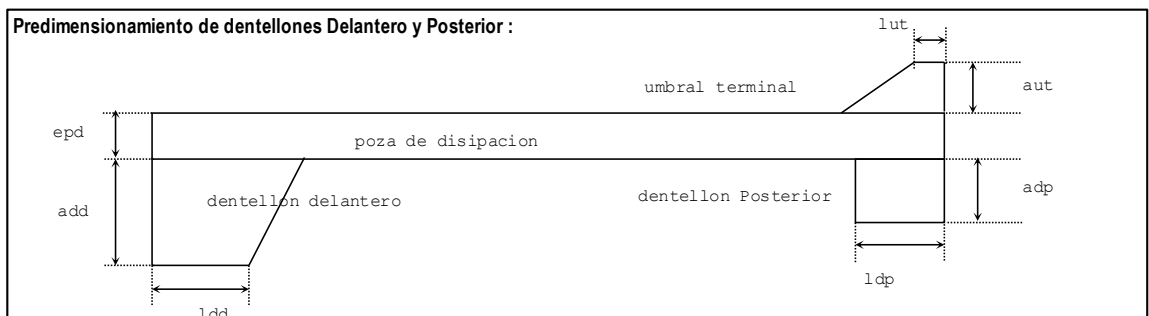 Predimensionamiento de dentellones Delantero y Posterior :
lut
umbral terminal
aut
epd
poza de disipacion
add
dentellon delantero
dentellon Posterior
adp
ldp
ldd